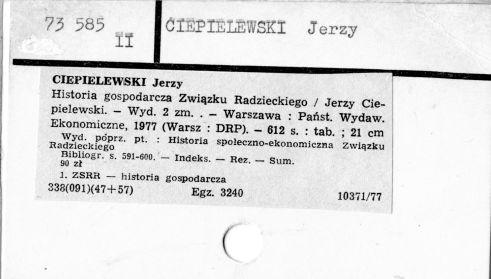 73 585 II
CIEPIELEWSKI Jerzy
CIEPIELEWSKI Jerzy
Historia gospodarcza Związku Radzieckiego / Jerzy Cie-
pielewski. — Wyd. 2 zm. . — Warszawa : Państ. Wydaw.
Ekonomiczne, 1977 (Warsz : DRP). — 612 s. : tab. ; 21 cm
Wyd. poprz. pt. : Historia społeczno-ekonomiczna Związku
Radzieckiego
Bibliogr. s. 591-600. — Indeks. — Rez. — Sum.
90 zł
1. ZSRR — historia gospodarcza
338(091)(47+57) Egz. 3240 10371/77